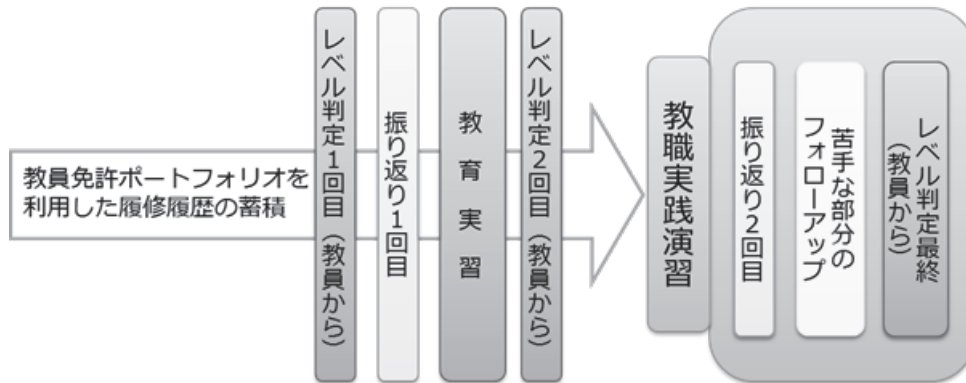 教員免許ポートフォリオを
利用した履修履歴の蓄積
レベル判定1回目（教員から）
振り返り1回目
教育実習
レベル判定2回目（教員から）
教職実践演習
振り返り2回目
苦手な部分の
フォローアップ
レベル判定最終
（教員から）